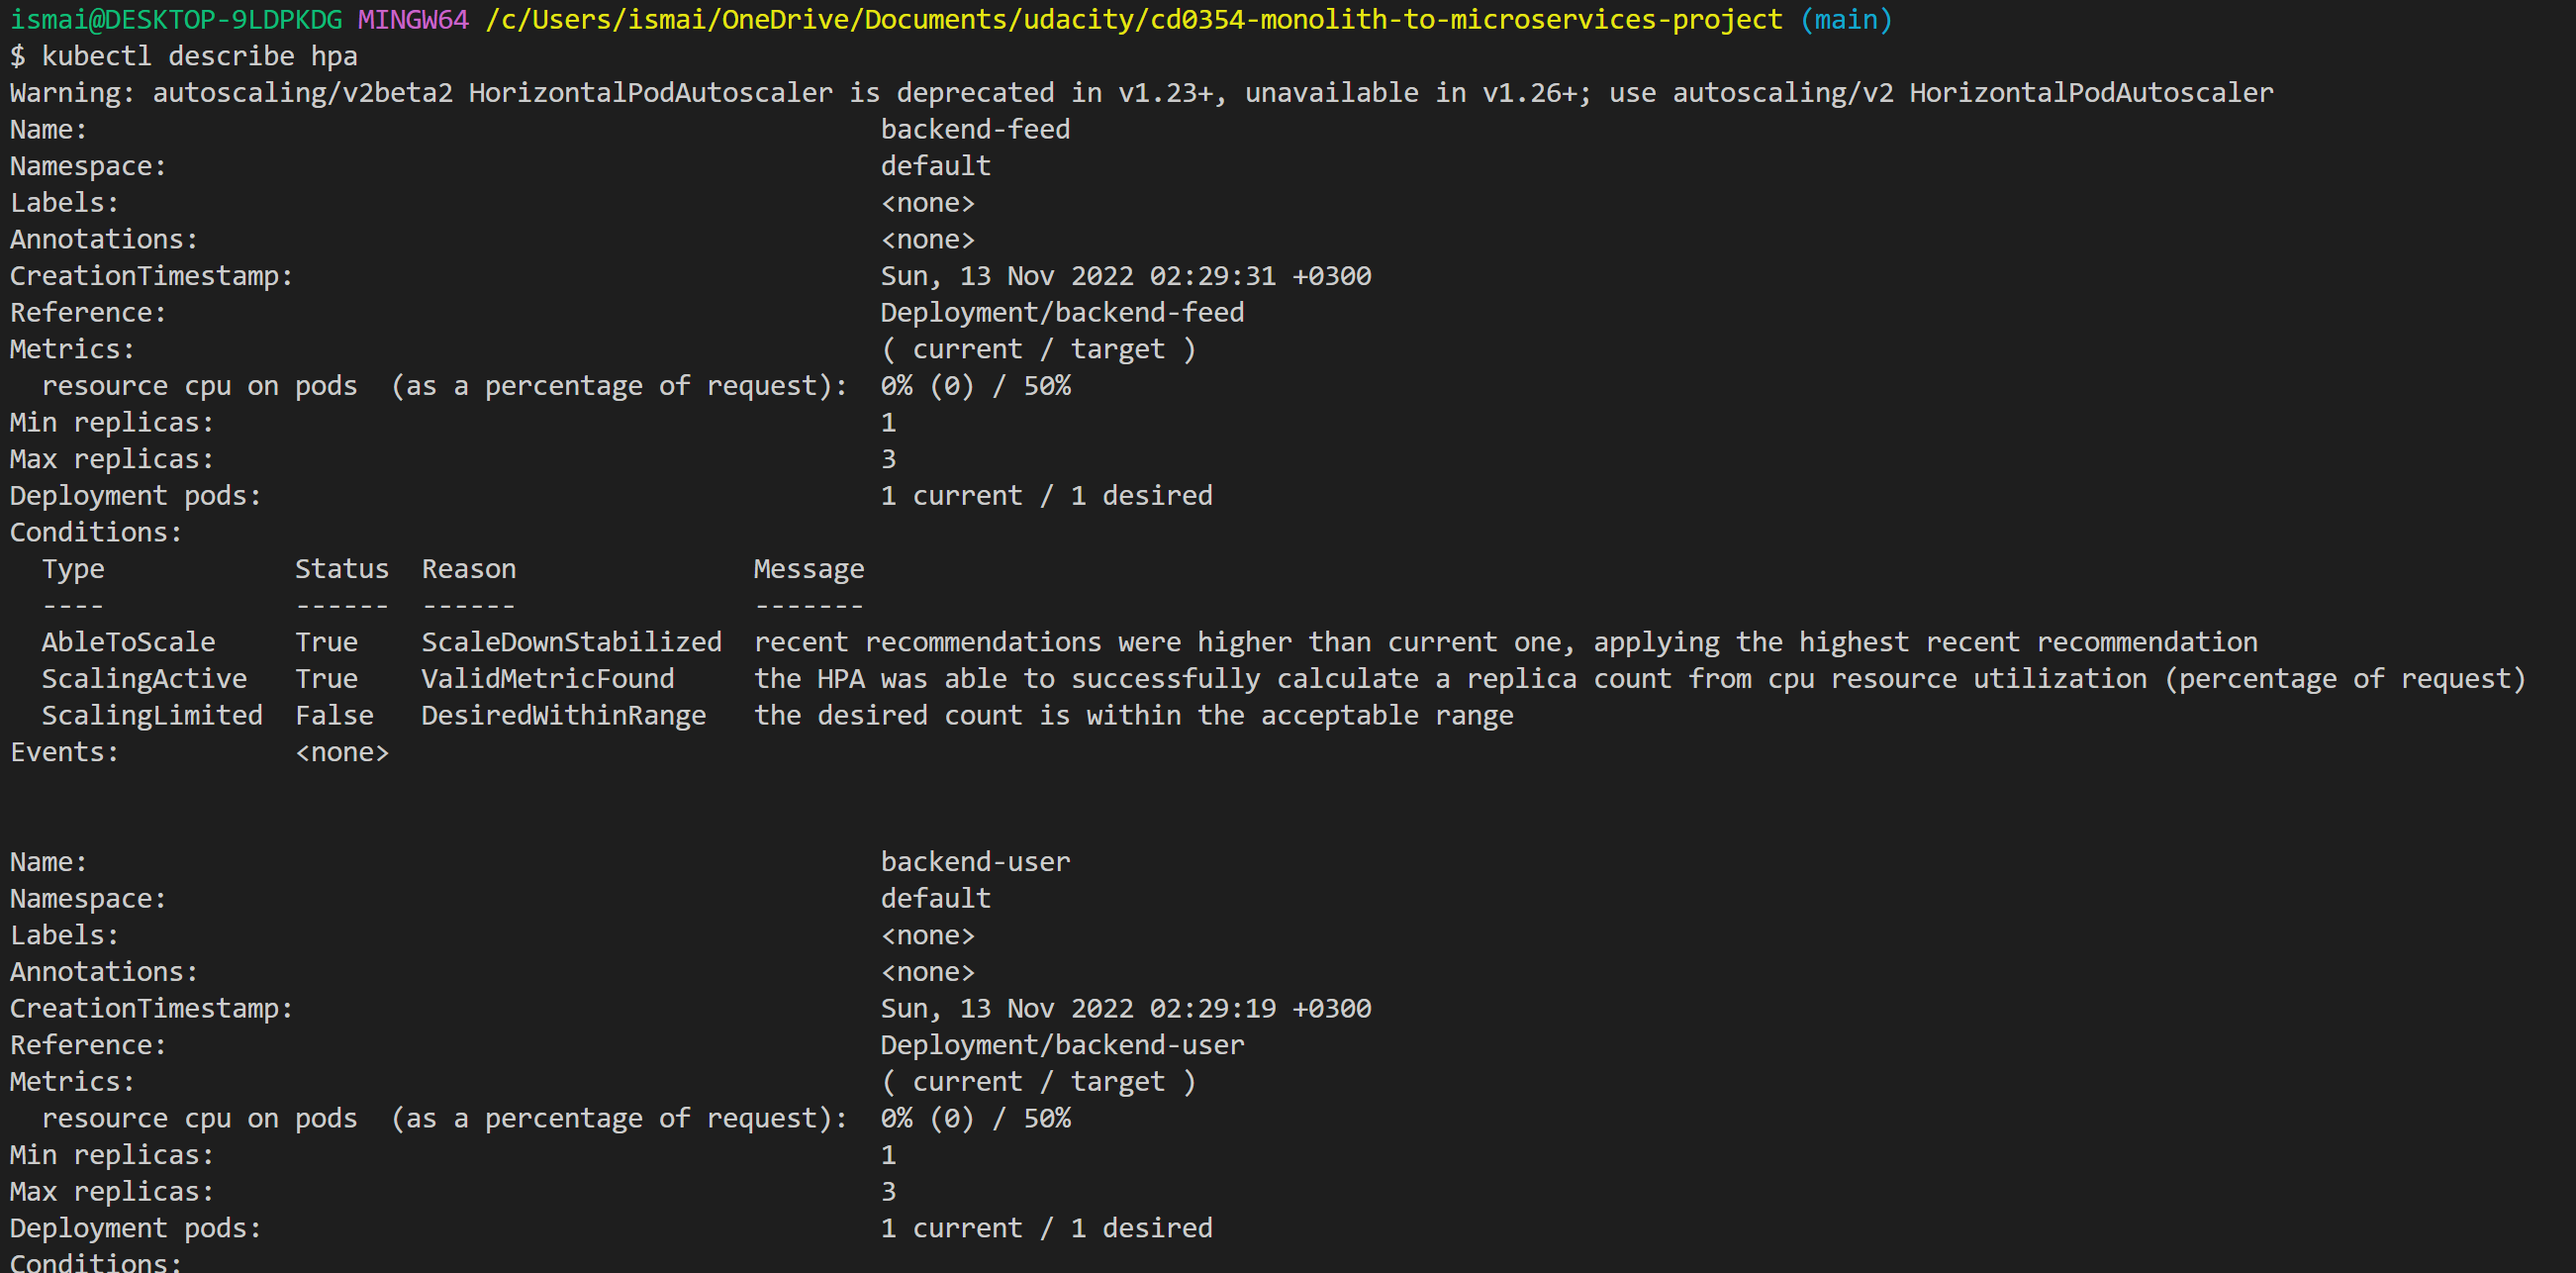 ismai@DESKTOP-9LDPKDG MINGW64 /c/Users/ismai/OneDrive/Documents/udacity/cd0354-monolith-to-microservices-project (main)
$ kubectl describe hpa
Warning: autoscaling/v2beta2 HorizontalPodAutoscaler is deprecated in v1.23+, unavailable in v1.26+; use autoscaling/v2 HorizontalPodAutoscaler
Name:                                                  backend-feed
Namespace:                                             default
Labels:                                                <none>
Annotations:                                           <none>
CreationTimestamp:                                     Sun, 13 Nov 2022 02:29:31 +0300
Reference:                                             Deployment/backend-feed
Metrics:                                               ( current / target )
  resource cpu on pods  (as a percentage of request):  0% (0) / 50%
Min replicas:                                          1
Max replicas:                                          3
Deployment pods:                                       1 current / 1 desired
Conditions:
  Type            Status  Reason               Message
  ----            ------  ------               -------
  AbleToScale     True    ScaleDownStabilized  recent recommendations were higher than current one, applying the highest recent recommendation
  ScalingActive   True    ValidMetricFound     the HPA was able to successfully calculate a replica count from cpu resource utilization (percentage of request)
  ScalingLimited  False   DesiredWithinRange   the desired count is within the acceptable range
Events:           <none>
Name:                                                  backend-user
Namespace:                                             default
Labels:                                                <none>
Annotations:                                           <none>
CreationTimestamp:                                     Sun, 13 Nov 2022 02:29:19 +0300
Reference:                                             Deployment/backend-user
Metrics:                                               ( current / target )
  resource cpu on pods  (as a percentage of request):  0% (0) / 50%
Min replicas:                                          1
Max replicas:                                          3
Deployment pods:                                       1 current / 1 desired
Conditions: